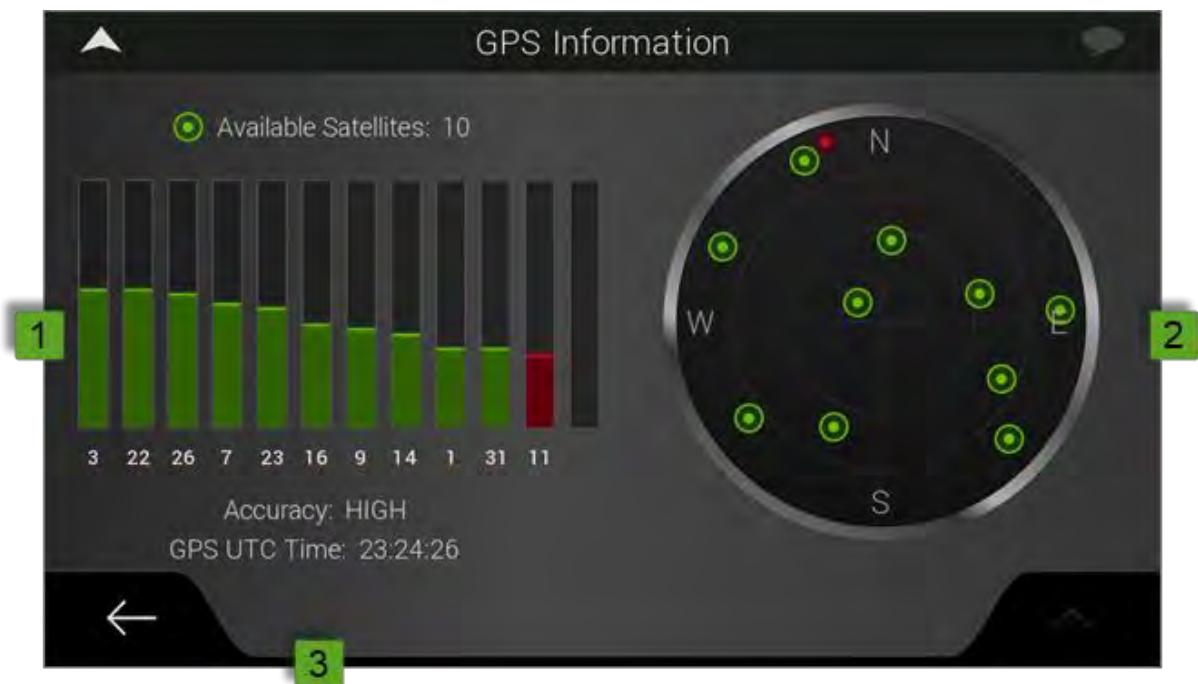 GPS Information
Available Satellites: 10
N
W
E
S
1
2
3 22 26 7 23 16 9 14 1 31 11
Accuracy: HIGH
GPS UTC Time: 23:24:26
3